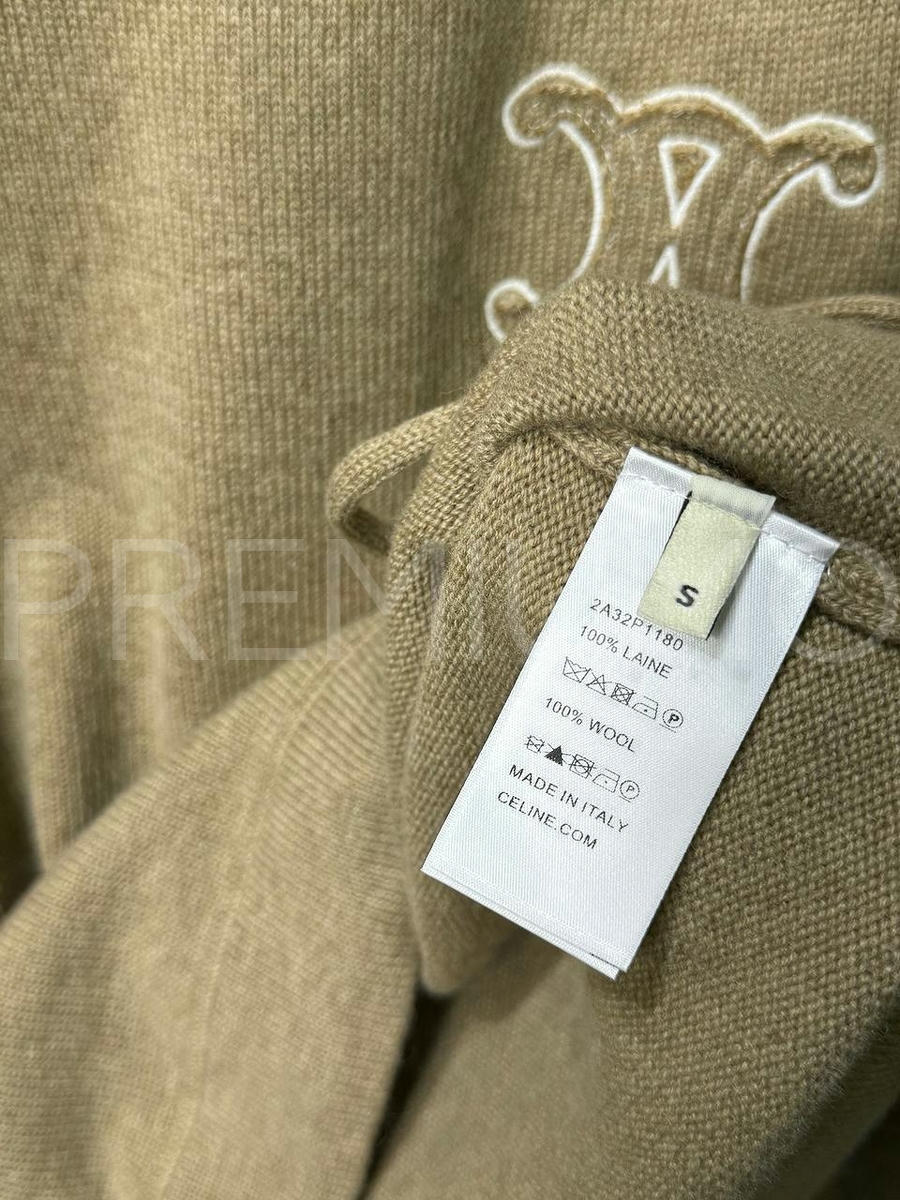 S
2A32P1180
100% LAINE
P
100% WOOL
P
MADE IN ITALY
CELINE.COM